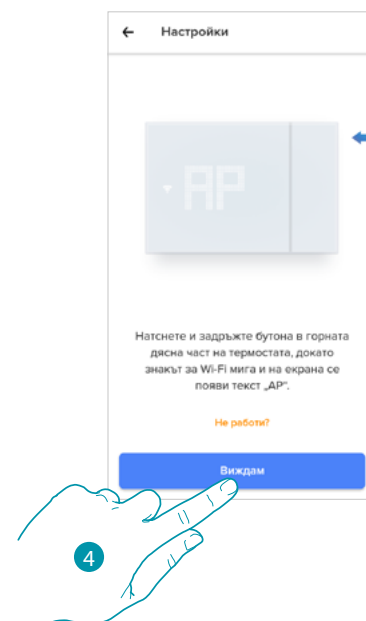 Настройки
AP
Натснете и задръжте бутона в горната
дясна част на термостата, докато
знакът за Wi-Fi мига и на екрана се
появи текст „AP“.
Не работи?
Виждам
4